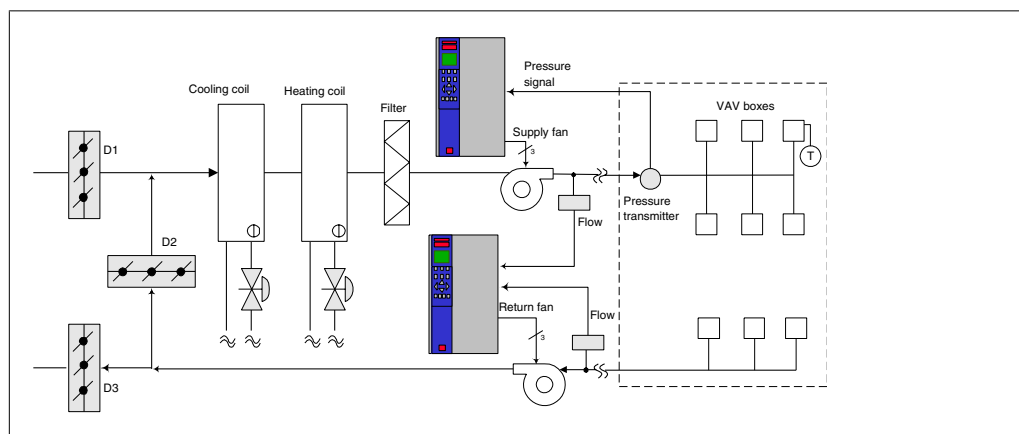 Cooling coil
Heating coil
Filter
Pressure
signal
VAV boxes
D1
Supply fan
3
T
D2
Pressure
transmitter
Flow
Return fan
3
Flow
D3